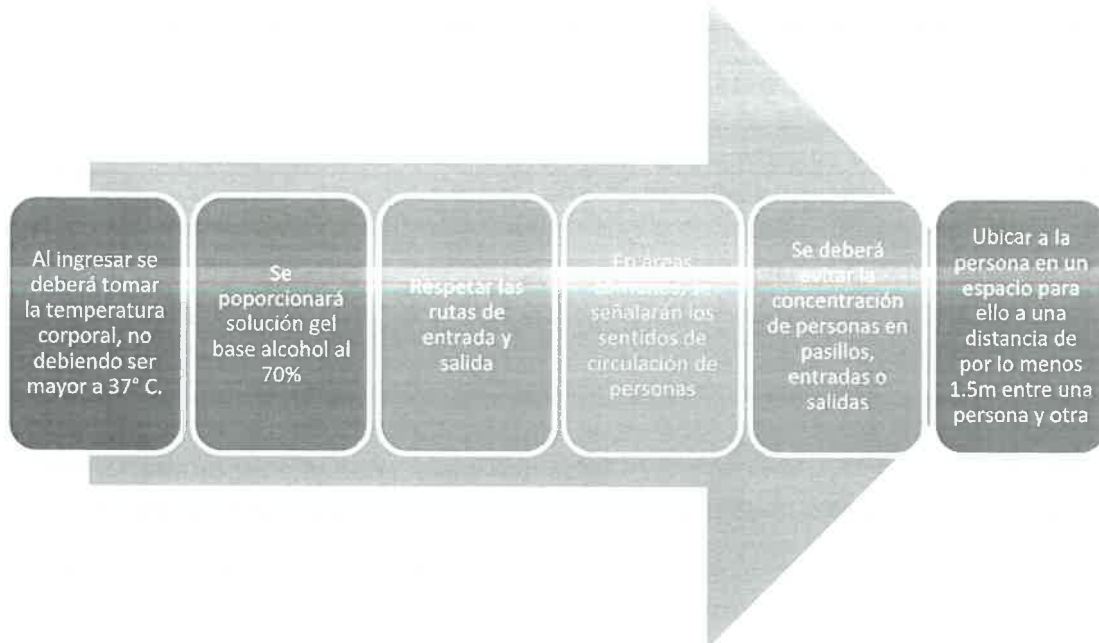 Al ingresar se
deberá tomar
la temperatura
corporal, no
debiendo ser
mayor a 37° C.
Se
poporcionará
solución gel
base alcohol al
70%
Respetar las
rutas de
entrada y
salida
En áreas
comunes, se
señalarán los
sentidos de
circulación de
personas
Se deberá
evitar la
concentración
de personas en
pasillos,
entradas o
salidas
Ubicar a la
persona en un
espacio para
ello a una
distancia de
por lo menos
1.5m entre una
persona y otra